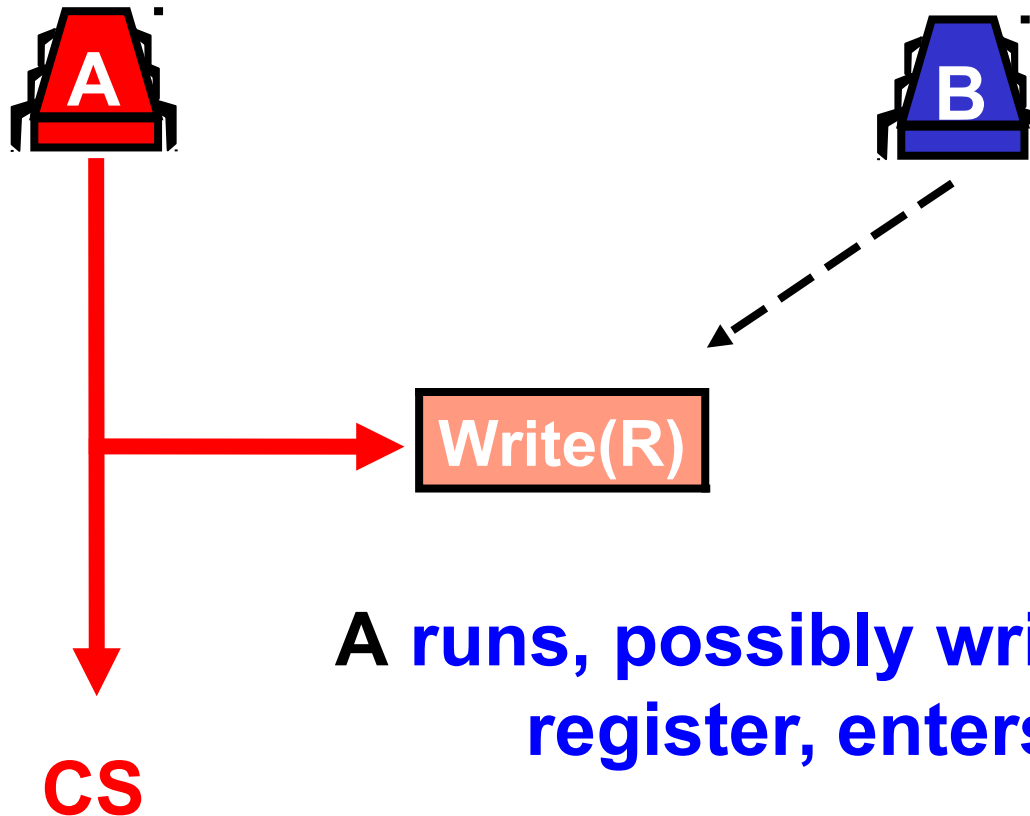 A
B
Write(R)
A runs, possibly wri
register, enters
CS